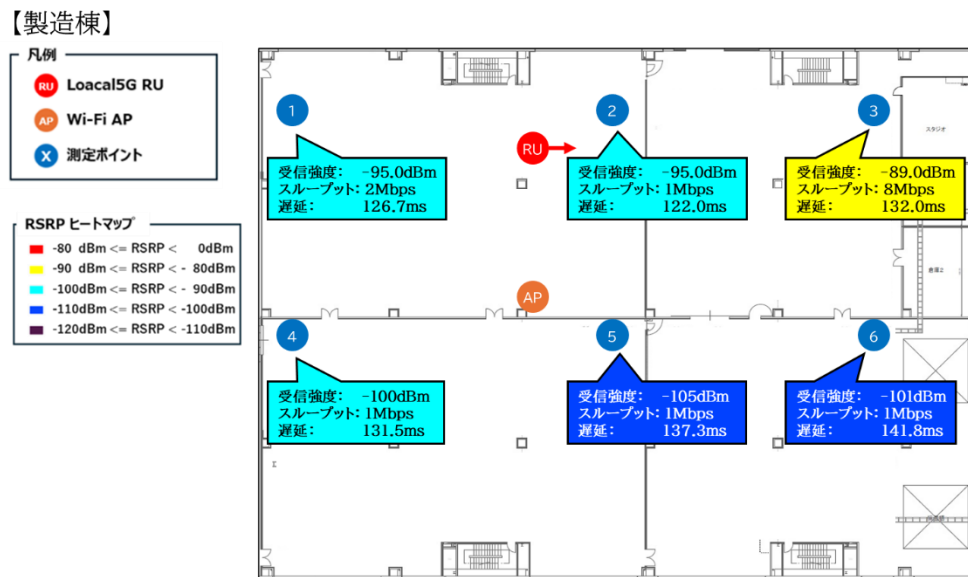 【製造棟】
凡例
RU Loacal5G RU
AP Wi-Fi AP
X 測定ポイント
RSRP ヒートマップ
-80 dBm <= RSRP < 0dBm
-90 dBm <= RSRP < - 80dBm
-100dBm <= RSRP < - 90dBm
-110dBm <= RSRP < -100dBm
-120dBm <= RSRP < -110dBm
1
受信強度: -95.0dBm
スループット: 2Mbps
遅延: 126.7ms
RU
2
受信強度: -95.0dBm
スループット: 1Mbps
遅延: 122.0ms
3
受信強度: -89.0dBm
スループット: 8Mbps
遅延: 132.0ms
スタジオ
AP
4
受信強度: -100dBm
スループット: 1Mbps
遅延: 131.5ms
5
受信強度: -105dBm
スループット: 1Mbps
遅延: 137.3ms
6
受信強度: -101dBm
スループット: 1Mbps
遅延: 141.8ms